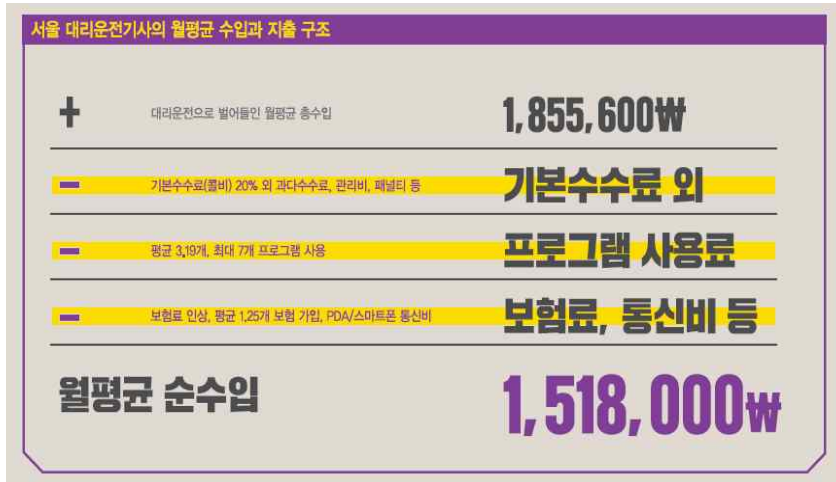 서울 대리운전기사의 월평균 수입과 지출 구조
+ 대리운전으로 벌어들인 월평균 총수입 1,855,600₩
- 기본수수료(콜비) 20% 외 과다수수료, 관리비, 패널티 등 기본수수료 외
- 평균 3,19개, 최대 7개 프로그램 사용 프로그램 사용료
- 보험료 인상, 평균 1,25개 보험 가입, PDA/스마트폰 통신비 보험료, 통신비 등
월평균 순수입 1,518,000₩